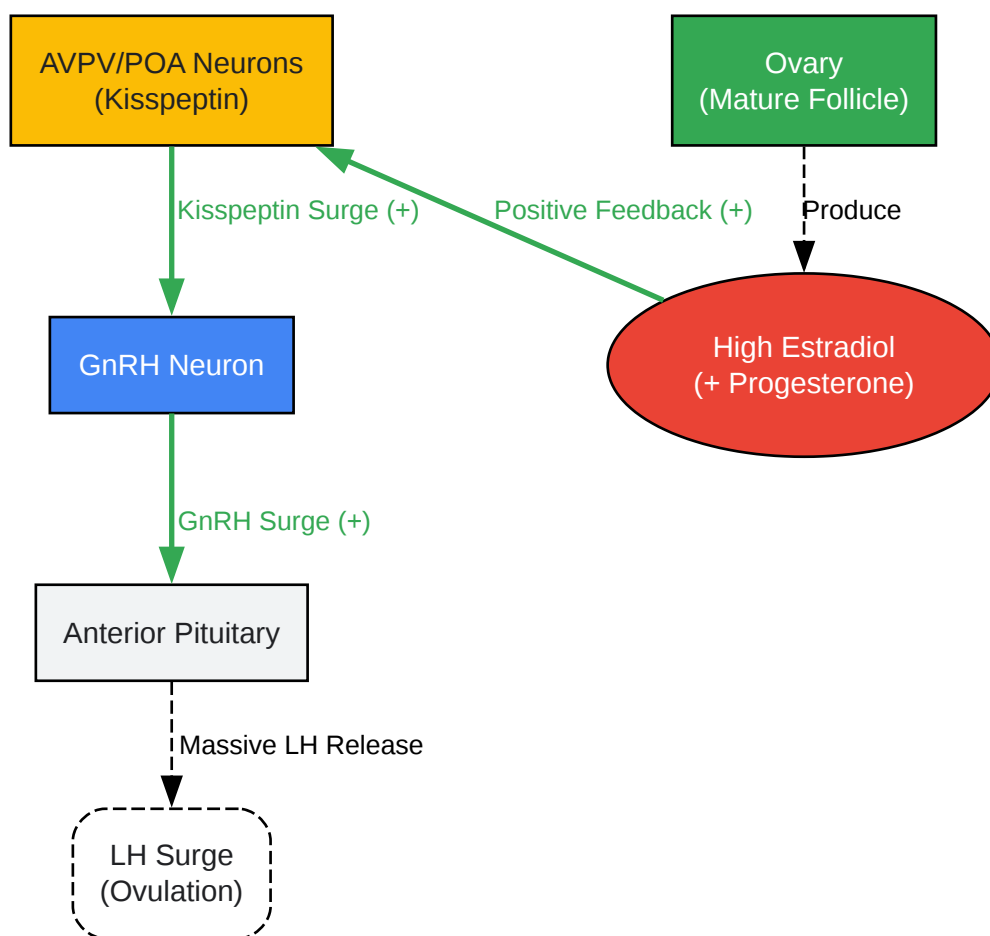 AVPV/POA Neurons
(Kisspeptin)
Ovary
(Mature Follicle)
Kisspeptin Surge (+)
Positive Feedback (+)
Produce
GnRH Neuron
High Estradiol
(+ Progesterone)
GnRH Surge (+)
Anterior Pituitary
Massive LH Release
LH Surge
(Ovulation)